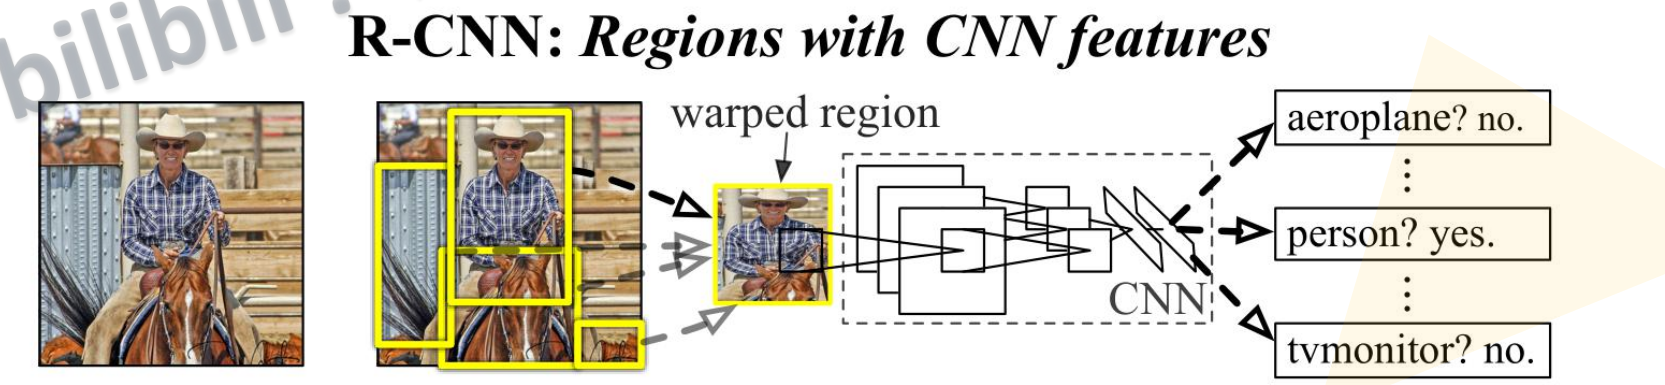 bilibili
R-CNN: Regions with CNN features
warped region
aeroplane? no.
person? yes.
CNN
tvmonitor? no.